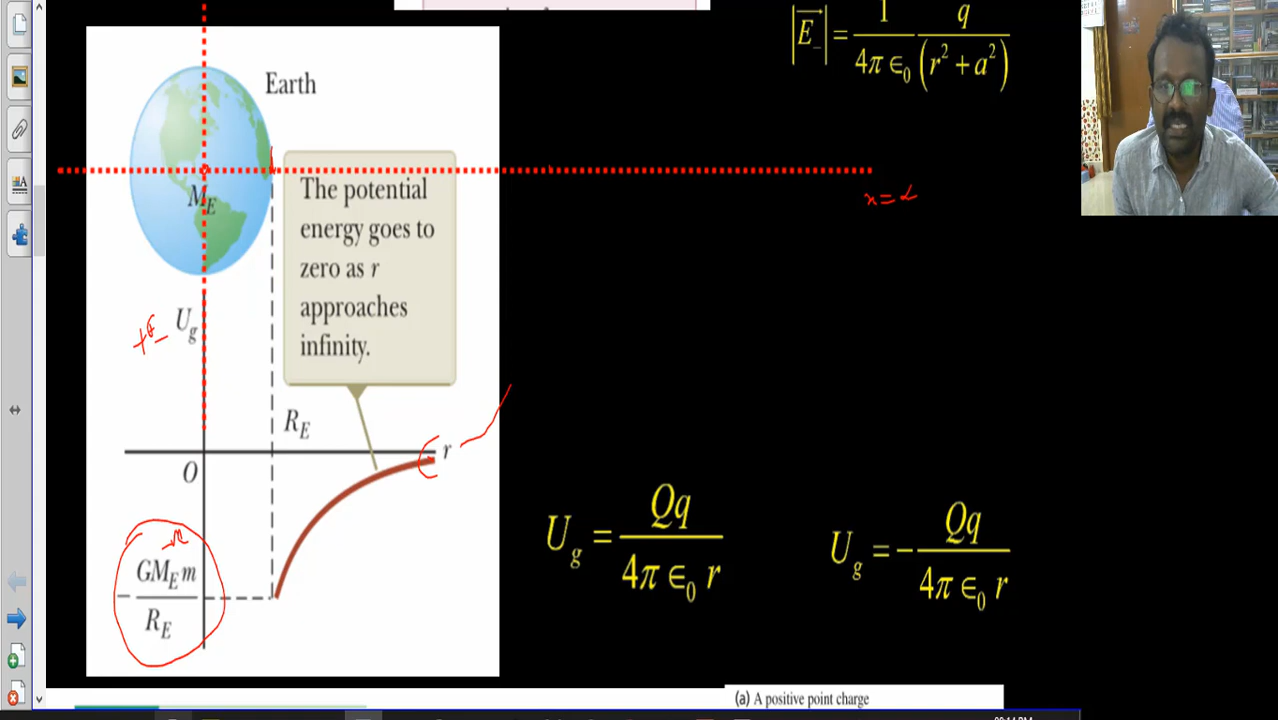 |E₋| = 1/4π∈₀ q/(r² + a²)
Earth
M_E
The potential
energy goes to
zero as r
approaches
infinity.
x =
U_g
R_E
r
O
- GM_E m/R_E
U_g = Qq/4π∈₀ r
U_g = - Qq/4π∈₀ r
(a) A positive point charge